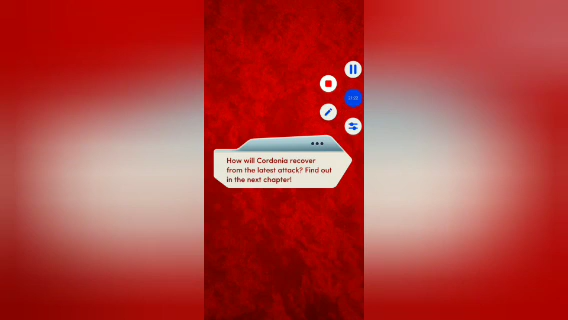 How will Cordonia recover
from the latest attack? Find out
in the next chapter!